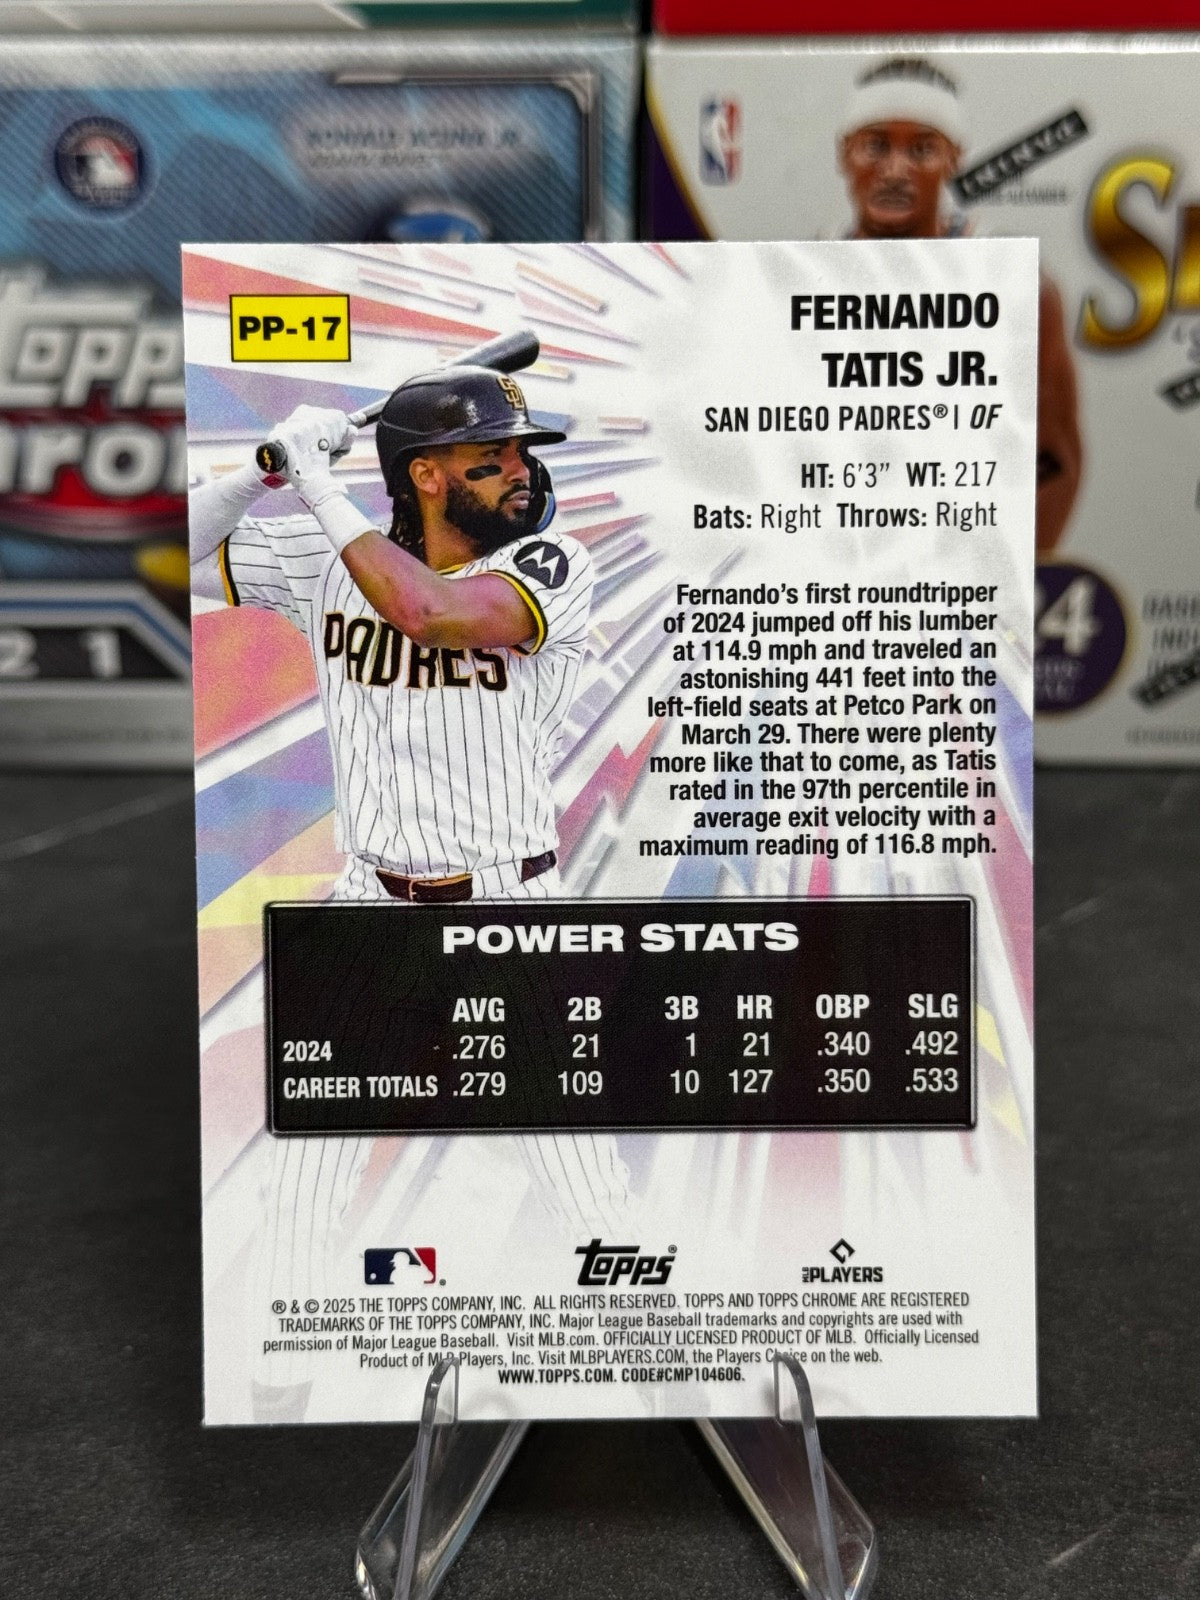 PP-17
FERNANDO
TATIS JR.
SAN DIEGO PADRES® | OF
HT: 6'3" WT: 217
Bats: Right Throws: Right
Fernando's first roundtripper
of 2024 jumped off his lumber
at 114.9 mph and traveled an
astonishing 441 feet into the
left-field seats at Petco Park on
March 29. There were plenty
more like that to come, as Tatis
rated in the 97th percentile in
average exit velocity with a
maximum reading of 116.8 mph.
SD
PADRES
POWER STATS
AVG 2B 3B HR OBP SLG
2024 .276 21 1 21 .340 .492
CAREER TOTALS .279 109 10 127 .350 .533
topps®
MLB PLAYERS
® & © 2025 THE TOPPS COMPANY, INC. ALL RIGHTS RESERVED. TOPPS AND TOPPS CHROME ARE REGISTERED
TRADEMARKS OF THE TOPPS COMPANY, INC. Major League Baseball trademarks and copyrights are used with
permission of Major League Baseball. Visit MLB.com. OFFICIALLY LICENSED PRODUCT OF MLB. Officially Licensed
Product of MLB Players, Inc. Visit MLBPLAYERS.COM, the Players Choice on the web.
WWW.TOPPS.COM. CODE#CMP104606.
Topps
21